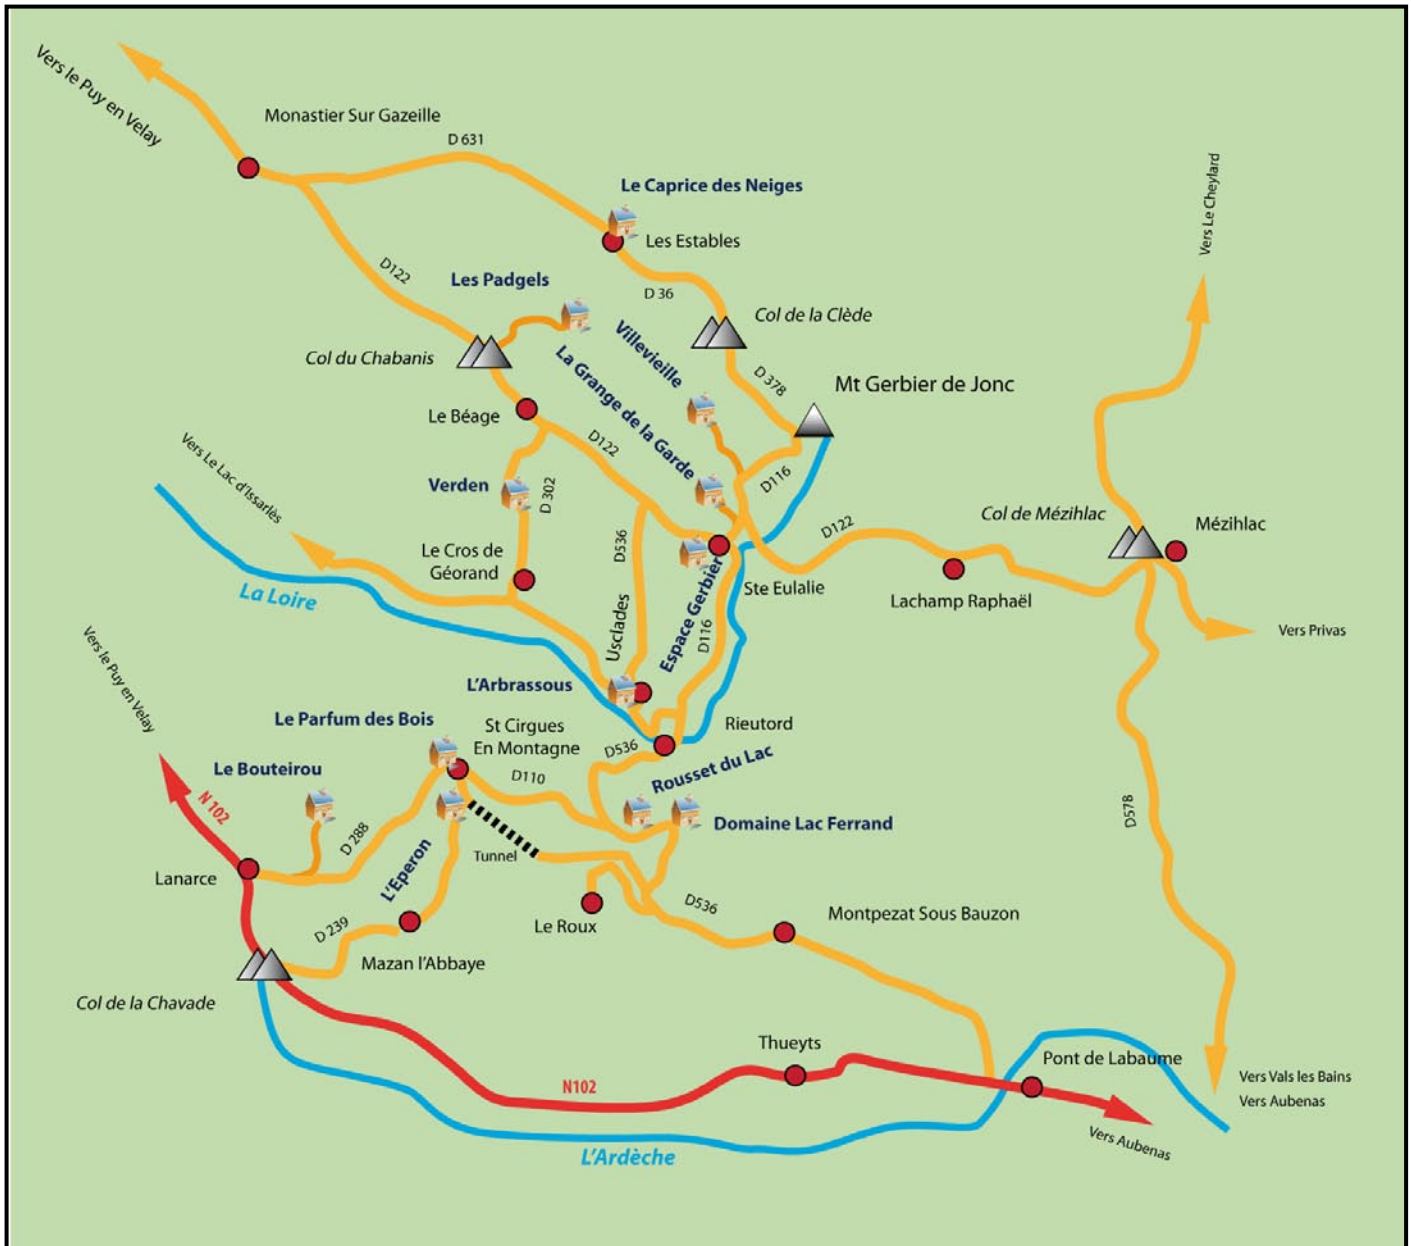 Vers le Puy en Velay
Monastier Sur Gazeille
D 631
Le Caprice des Neiges
Les Estables
Vers Le Cheylard
D122
Les Padgels
D 36
Col de la Clède
Villevieille
Col du Chabanis
La Grange de la Garde
D 378
Mt Gerbier de Jonc
Le Béage
D122
Vers Le Lac d'Issarlès
Verden
D 302
D116
Col de Mézihlac
Mézihlac
D122
D536
Le Cros de
Géorand
La Loire
Ste Eulalie
Lachamp Raphaël
Usclades
Espace Gerbier
D116
Vers Privas
Vers le Puy en Velay
L'Arbrassous
Le Parfum des Bois
St Cirgues
En Montagne
Rieutord
D536
Le Bouteirou
D110
Rousset du Lac
N 102
D 288
Domaine Lac Ferrand
D578
Tunnel
L'Eperon
Lanarce
D536
Le Roux
Montpezat Sous Bauzon
D 239
Mazan l'Abbaye
Col de la Chavade
Thueyts
Pont de Labaume
N102
Vers Vals les Bains
Vers Aubenas
Vers Aubenas
L'Ardèche